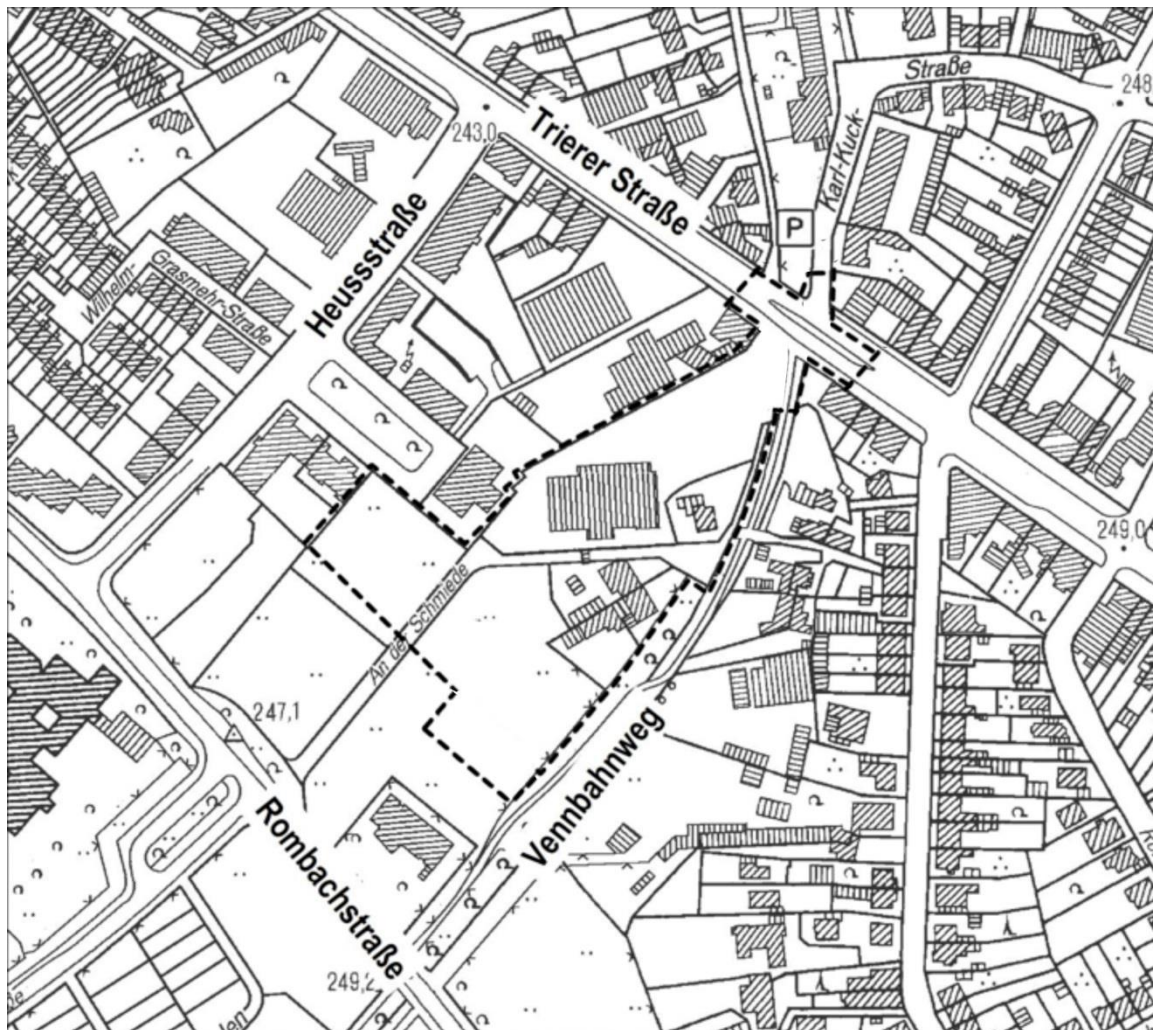 Straße
248
243,0
Trierer Straße
Karl-Kuck-
P
Heussstraße
Wilhelm-
Grasmehr-Straße
249,0
An der Schmiede
247,1
Vennbahnweg
Rombachstraße
249,2